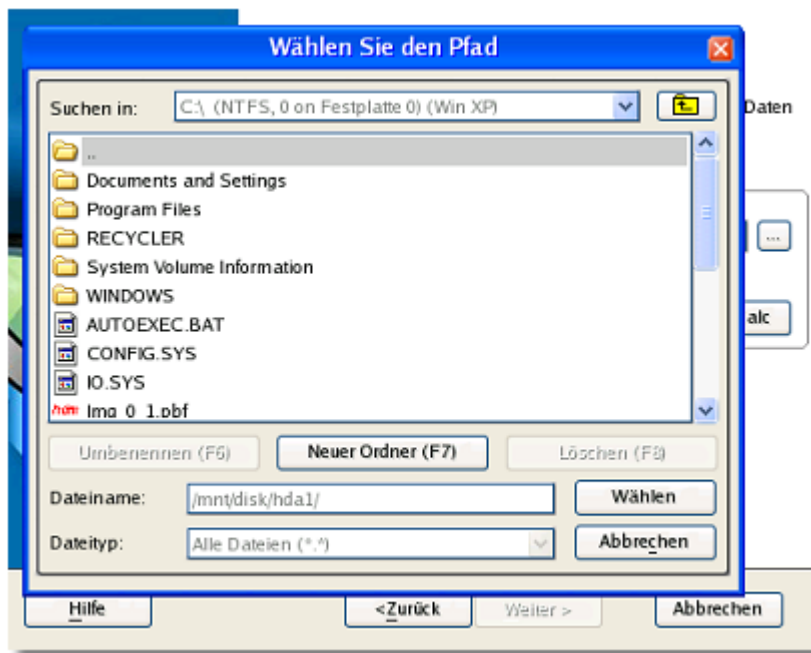 Wählen Sie den Pfad
Suchen in: C:\ (NTFS, 0 on Festplatte 0) (Win XP)
Daten
..
Documents and Settings
Program Files
RECYCLER
System Volume Information
WINDOWS
...
AUTOEXEC.BAT
alc
CONFIG.SYS
IO.SYS
Img_0_1.pbf
Umbenennen (F6) Neuer Ordner (F7) Löschen (F8)
Dateiname: /mnt/disk/hda1/ Wählen
Dateityp: Alle Dateien (*.*) Abbrechen
Hilfe <Zurück Weiter > Abbrechen